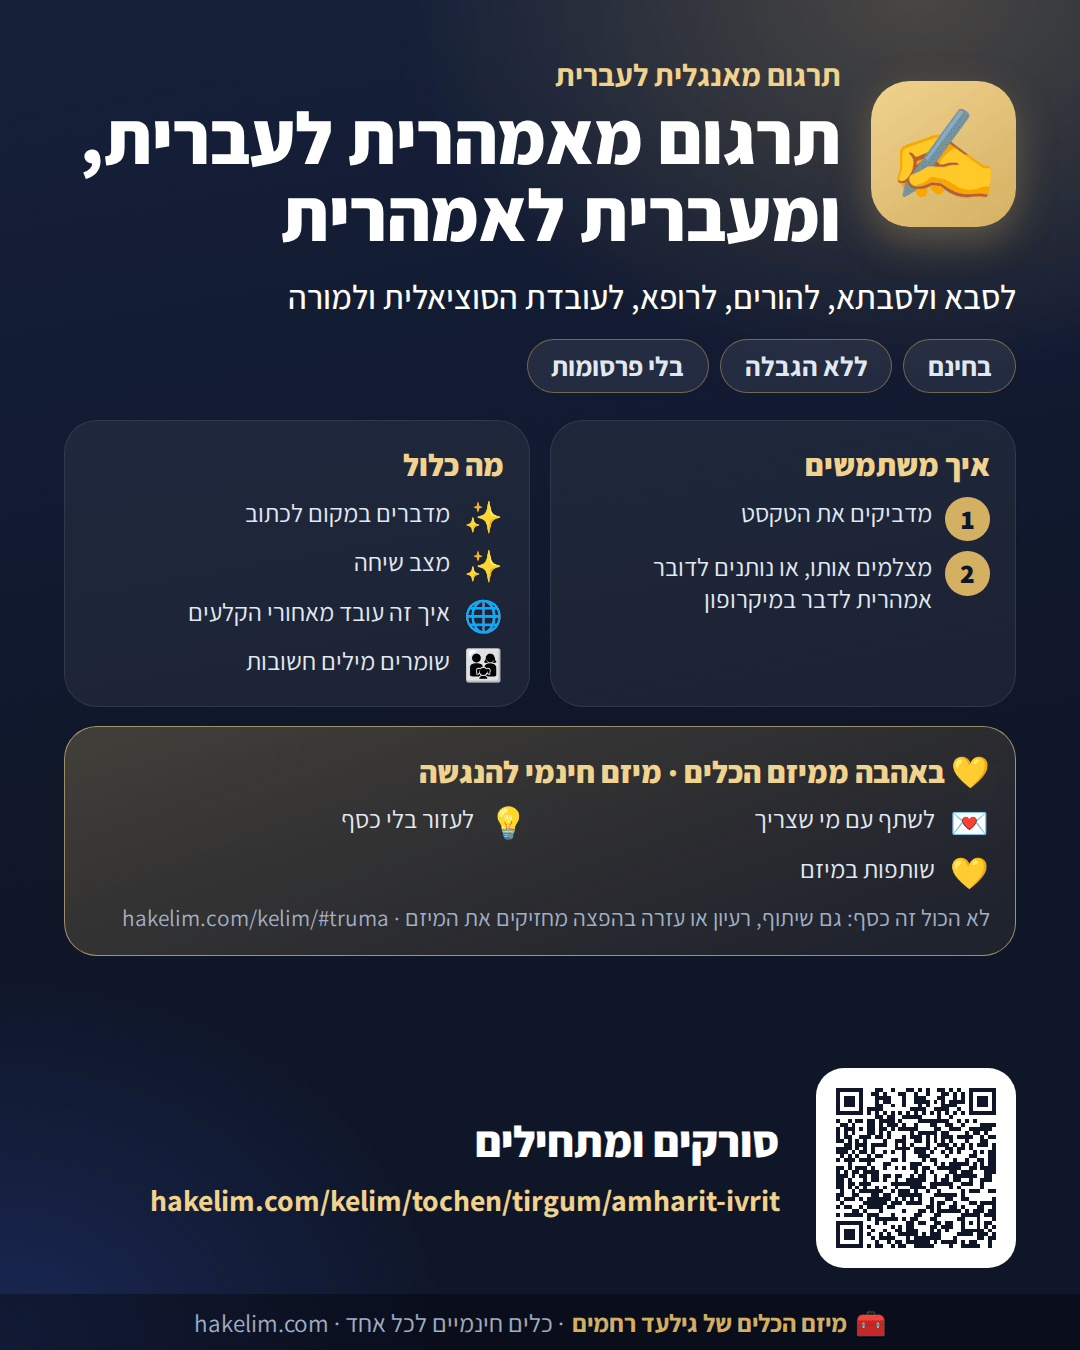 תרגום מאנגלית לעברית
תרגום מאמהרית לעברית,
ומעברית לאמהרית
לסבא ולסבתא, להורים, לרופא, לעובדת הסוציאלית ולמורה
בחינם
ללא הגבלה
בלי פרסומות
איך משתמשים
1 מדביקים את הטקסט
2 מצלמים אותו, או נותנים לדובר
אמהרית לדבר במיקרופון
מה כלול
מדברים במקום לכתוב
מצב שיחה
איך זה עובד מאחורי הקלעים
שומרים מילים חשובות
באהבה ממיזם הכלים · מיזם חינמי להנגשה
לשתף עם מי שצריך
לעזור בלי כסף
שותפות במיזם
לא הכול זה כסף: גם שיתוף, רעיון או עזרה בהפצה מחזיקים את המיזם · hakelim.com/kelim/#truma
סורקים ומתחילים
hakelim.com/kelim/tochen/tirgum/amharit-ivrit
מיזם הכלים של גילעד רחמים · כלים חינמיים לכל אחד · hakelim.com